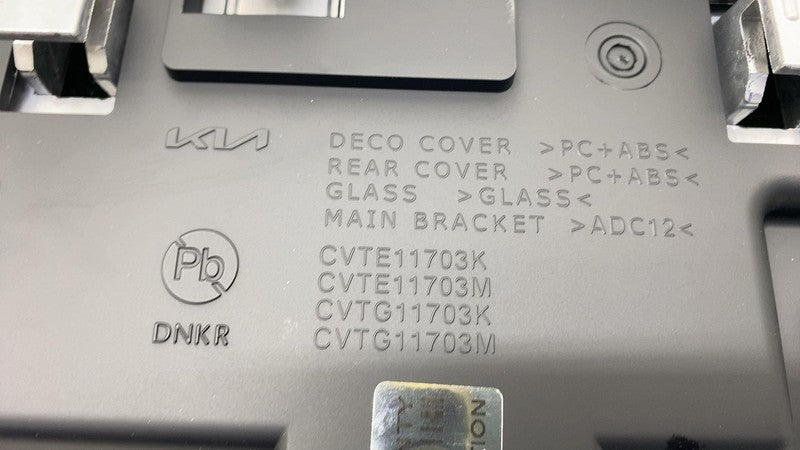 KIA
DECO COVER >PC+ABS<
REAR COVER >PC+ABS<
GLASS >GLASS<
MAIN BRACKET >ADC12<
Pb
DNKR
CVTE11703K
CVTE11703M
CVTG11703K
CVTG11703M